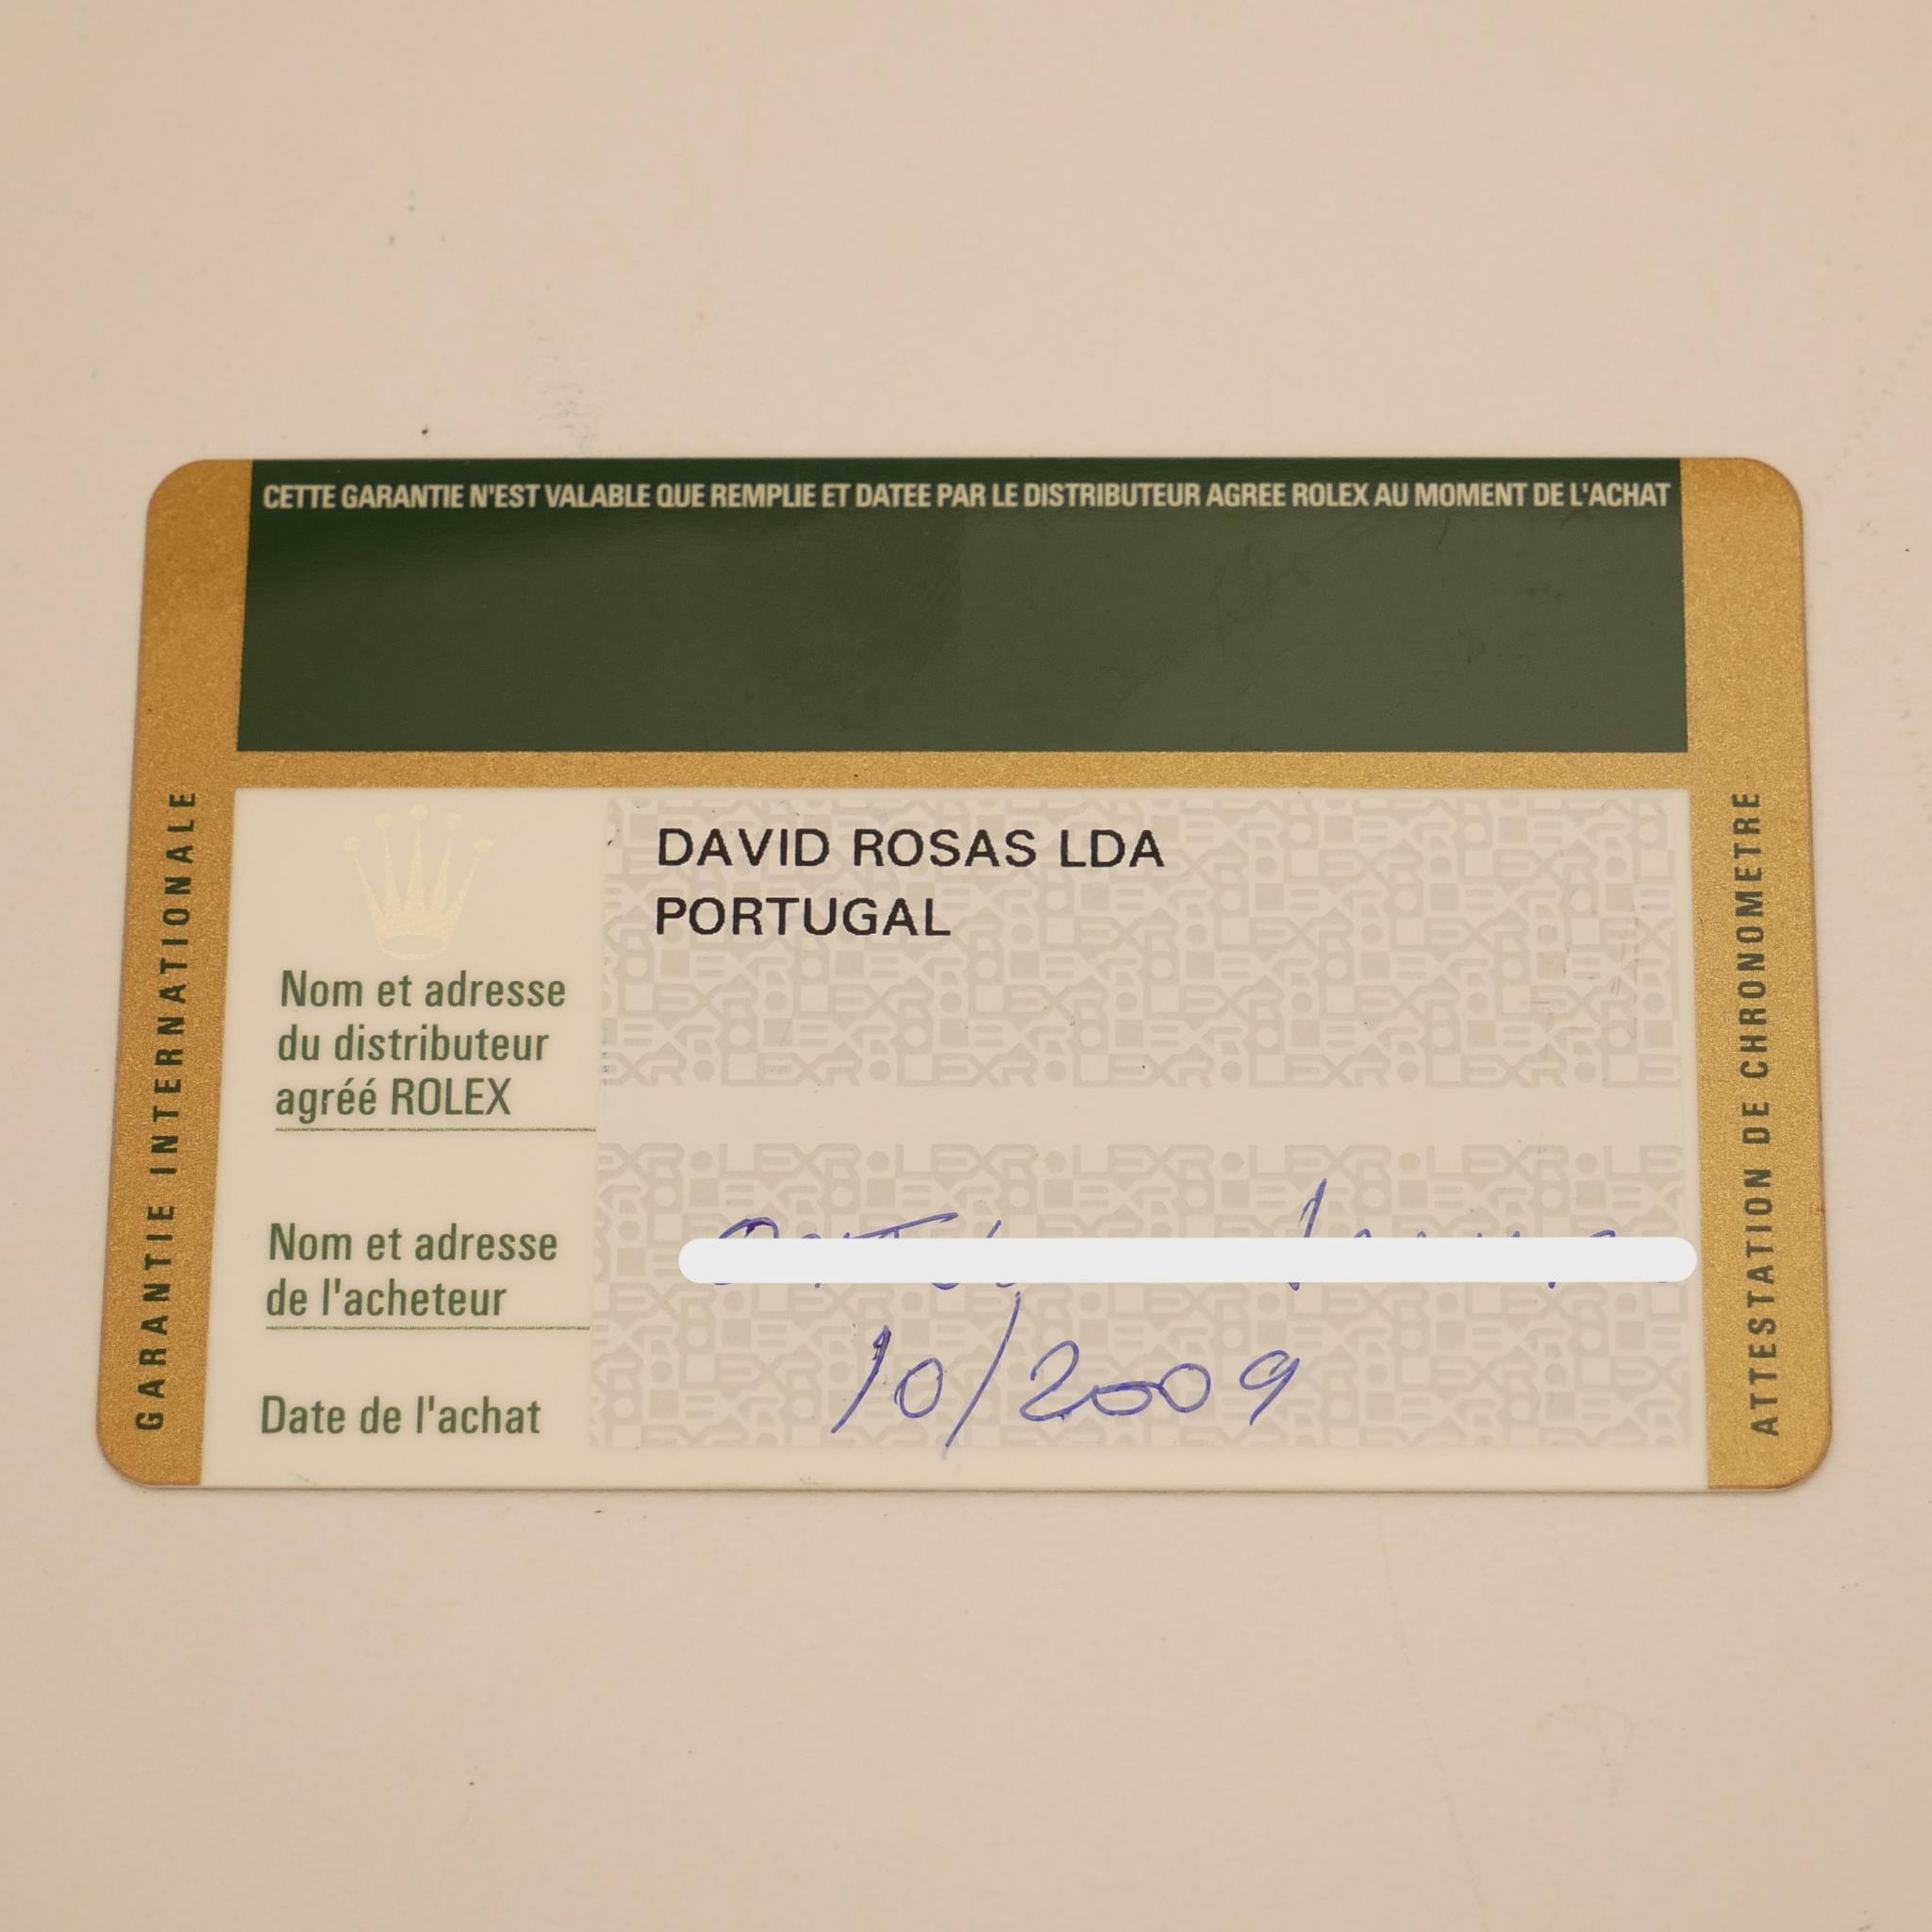 CETTE GARANTIE N'EST VALABLE QUE REMPLIE ET DATEE PAR LE DISTRIBUTEUR AGREE ROLEX AU MOMENT DE L'ACHAT
GARANTIE INTERNATIONALE
DAVID ROSAS LDA
PORTUGAL
Nom et adresse
du distributeur
agréé ROLEX
Nom et adresse
de l'acheteur
Date de l'achat
10/2009
ATTESTATION DE CHRONOMETRE